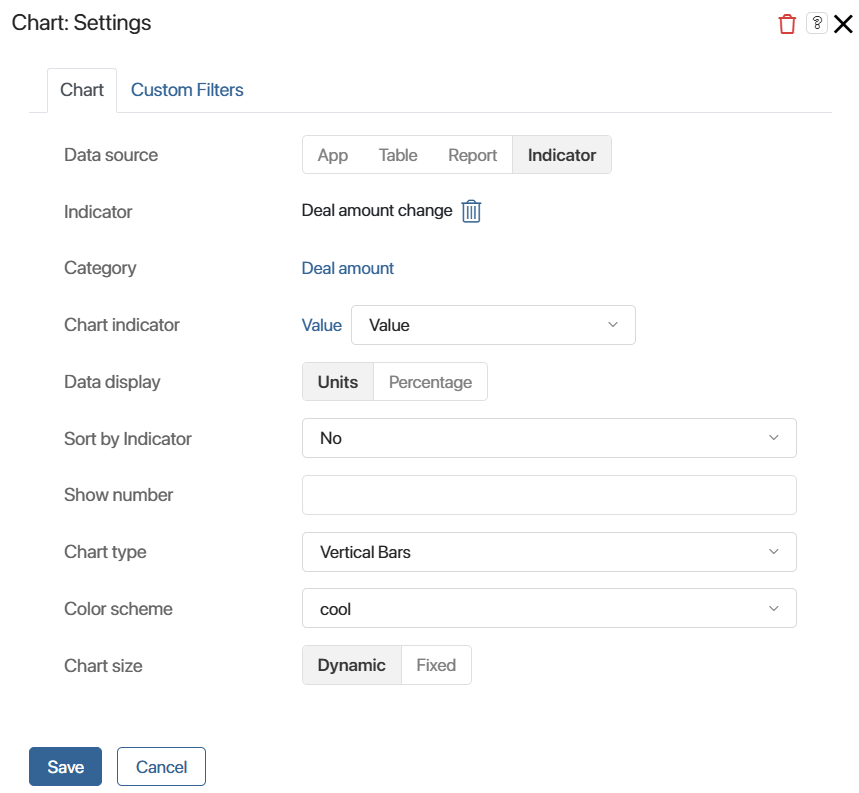 Chart: Settings ?
Chart Custom Filters
Data source App Table Report Indicator
Indicator Deal amount change
Category Deal amount
Chart indicator Value Value
Data display Units Percentage
Sort by Indicator No
Show number
Chart type Vertical Bars
Color scheme cool
Chart size Dynamic Fixed
Save Cancel